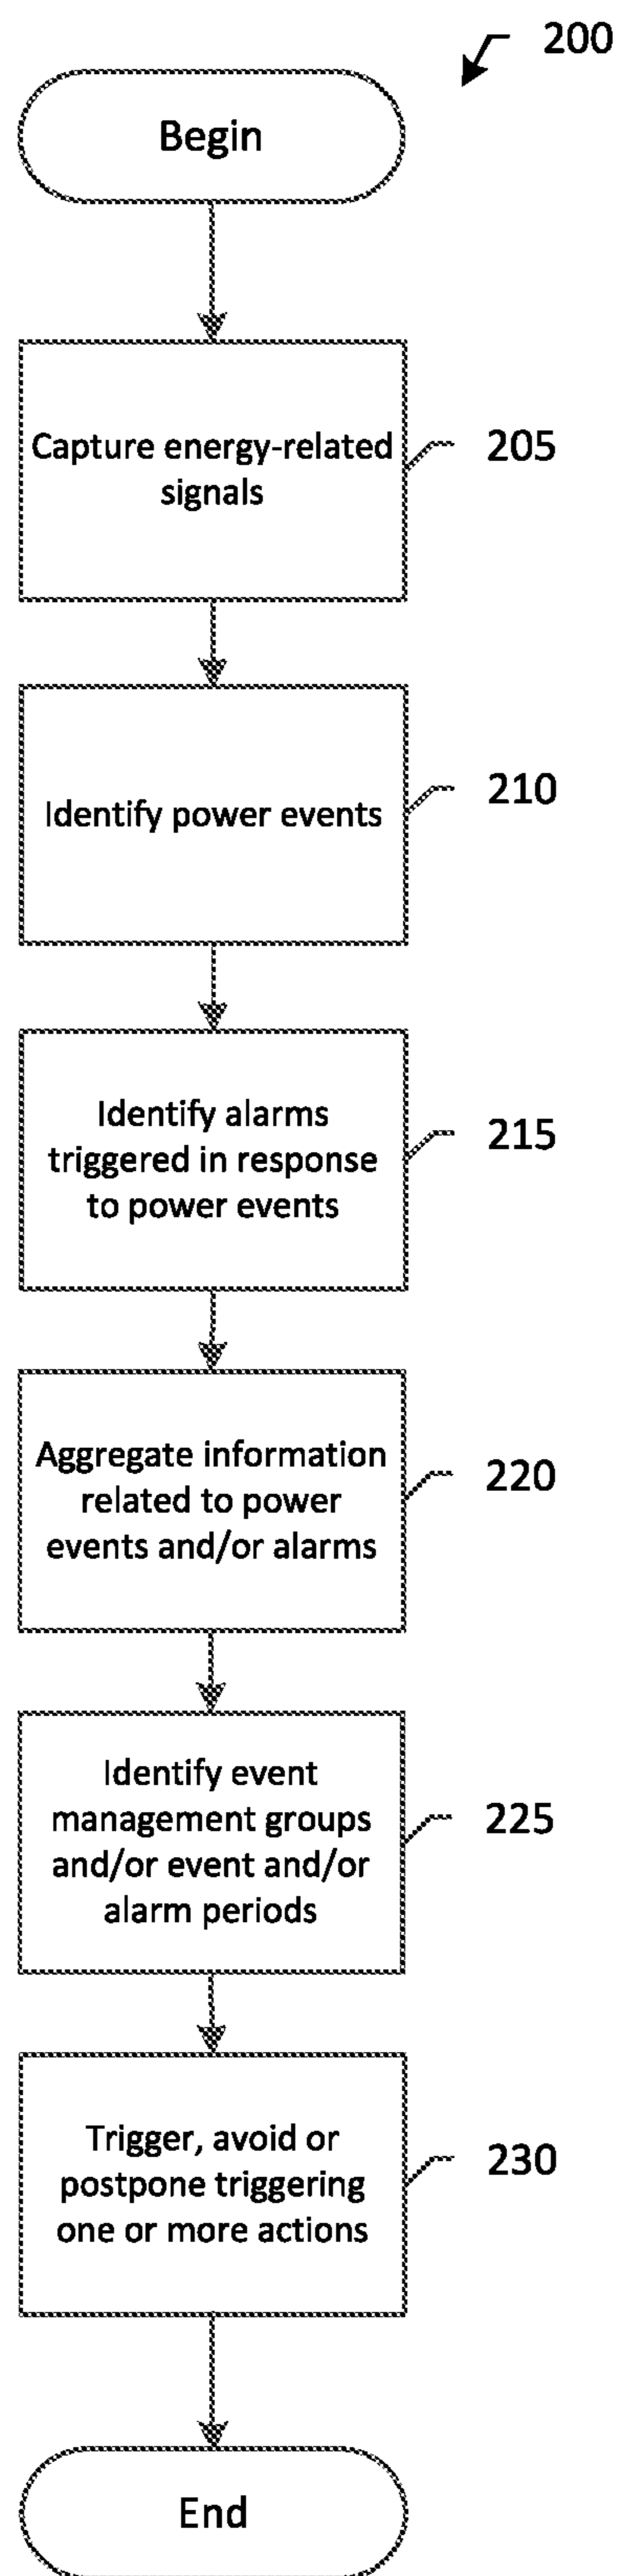 200
Begin
Capture energy-related
signals
205
Identify power events
210
Identify alarms
triggered in response
to power events
215
Aggregate information
related to power
events and/or alarms
220
Identify event
management groups
and/or event and/or
alarm periods
225
Trigger, avoid or
postpone triggering
one or more actions
230
End